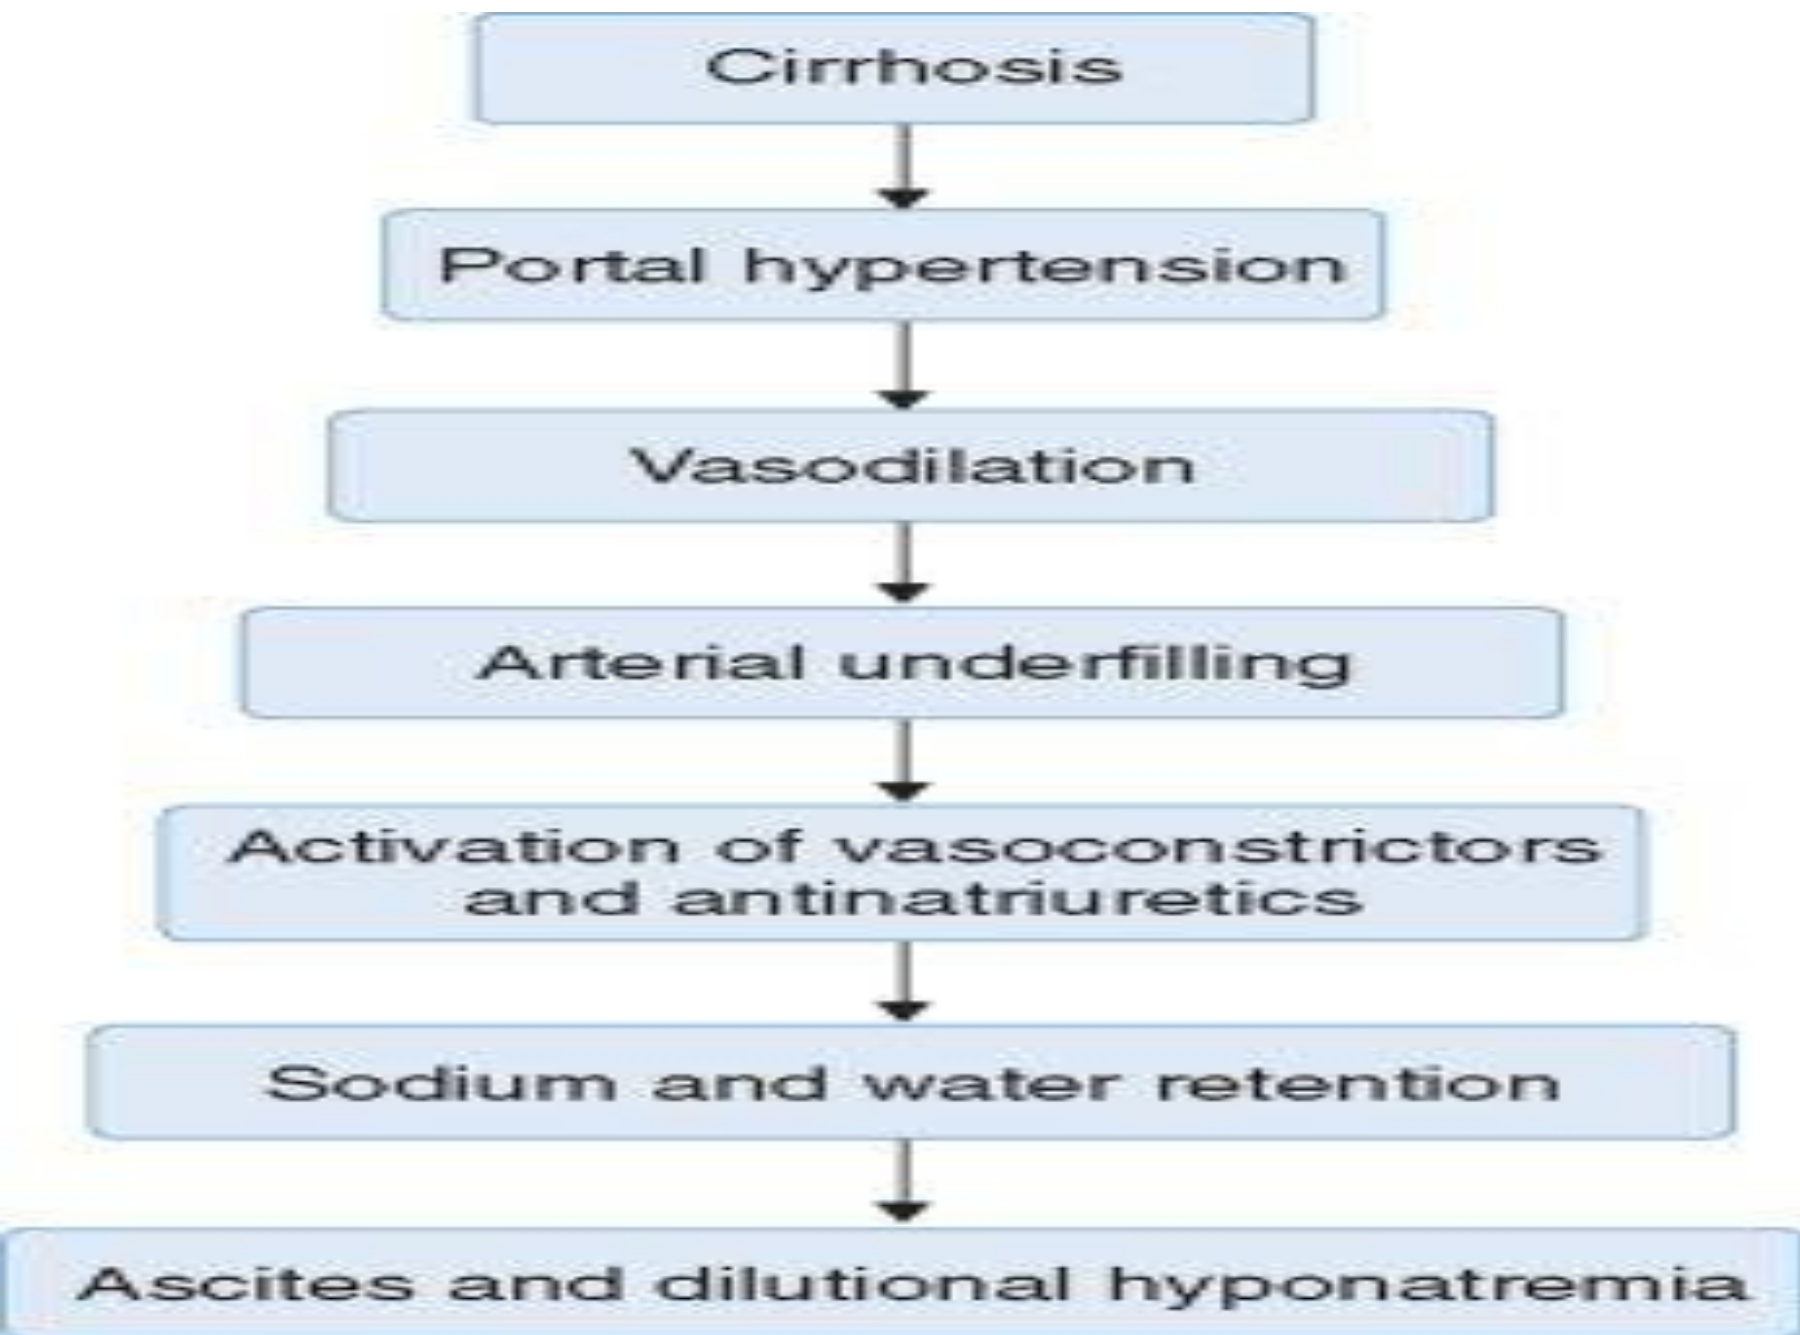 Cirrhosis
Portal hypertension
Vasodilation
Arterial underfilling
Activation of vasoconstrictors
and antinatriuretics
Sodium and water retention
Ascites and dilutional hyponatremia